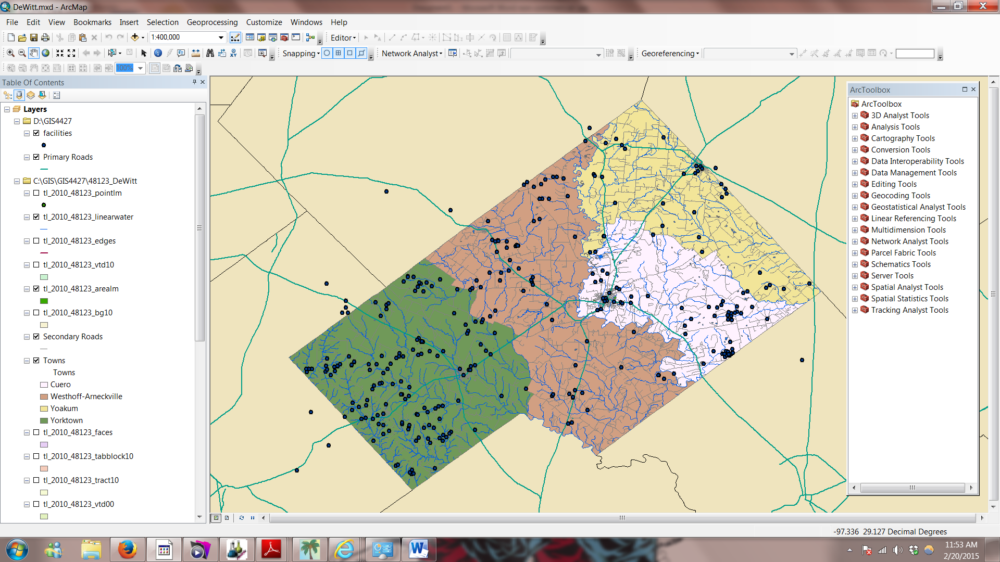 DeWitt.mxd - ArcMap
File Edit View Bookmarks Insert Selection Geoprocessing Customize Windows Help
1:400,000 Editor
Snapping Network Analyst Georeferencing
100%
Table Of Contents
Layers
D:\GIS4427
facilities
Primary Roads
C:\GIS\GIS4427\48123_DeWitt
tl_2010_48123_pointlm
tl_2010_48123_linearwater
tl_2010_48123_edges
tl_2010_48123_vtd10
tl_2010_48123_arealm
tl_2010_48123_bg10
Secondary Roads
Towns
Towns
Cuero
Westhoff-Arneckville
Yoakum
Yorktown
tl_2010_48123_faces
tl_2010_48123_tabblock10
tl_2010_48123_tract10
tl_2010_48123_vtd00
ArcToolbox
ArcToolbox
3D Analyst Tools
Analysis Tools
Cartography Tools
Conversion Tools
Data Interoperability Tools
Data Management Tools
Editing Tools
Geocoding Tools
Geostatistical Analyst Tools
Linear Referencing Tools
Multidimension Tools
Network Analyst Tools
Parcel Fabric Tools
Schematics Tools
Server Tools
Spatial Analyst Tools
Spatial Statistics Tools
Tracking Analyst Tools
-97.336 29.127 Decimal Degrees
11:53 AM
2/20/2015